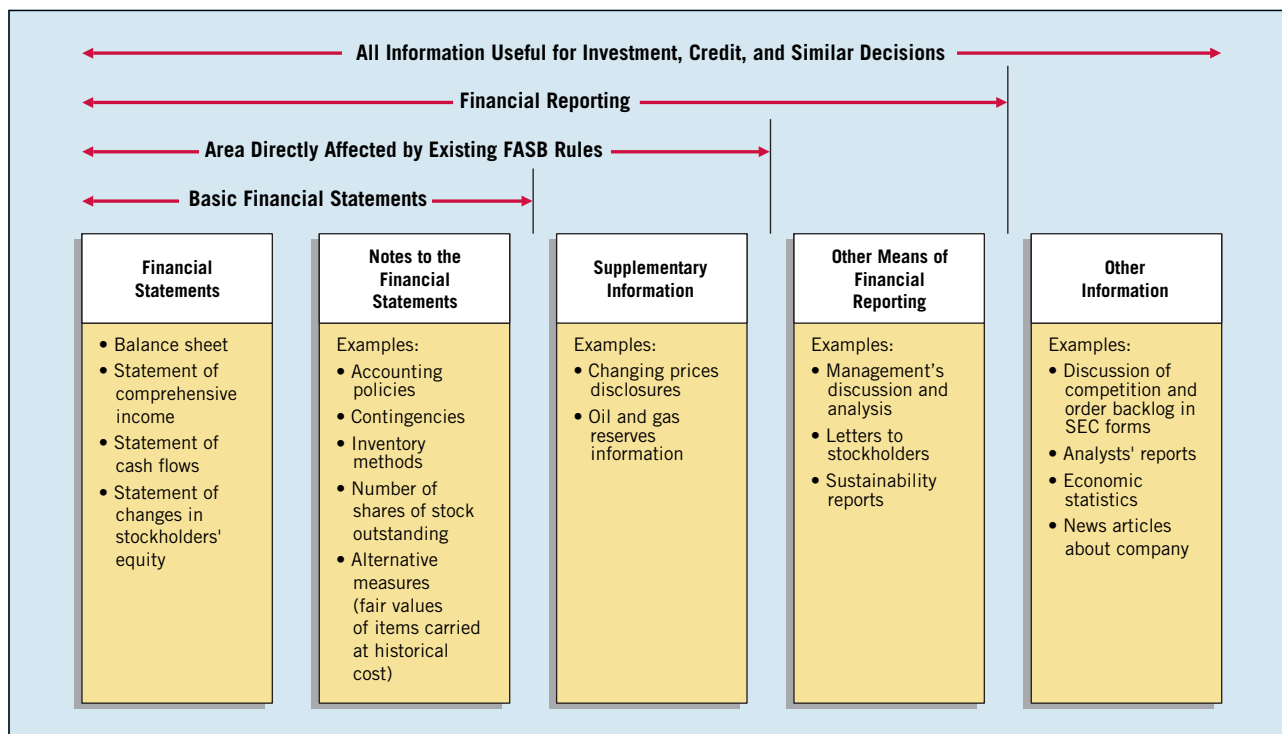 All Information Useful for Investment, Credit, and Similar Decisions
Financial Reporting
Area Directly Affected by Existing FASB Rules
Basic Financial Statements
Financial
Statements
• Balance sheet
• Statement of
comprehensive
income
• Statement of
cash flows
• Statement of
changes in
stockholders'
equity
Notes to the
Financial
Statements
Examples:
• Accounting
policies
• Contingencies
• Inventory
methods
• Number of
shares of stock
outstanding
• Alternative
measures
(fair values
of items carried
at historical
cost)
Supplementary
Information
Examples:
• Changing prices
disclosures
• Oil and gas
reserves
information
Other Means of
Financial
Reporting
Examples:
• Management's
discussion and
analysis
• Letters to
stockholders
• Sustainability
reports
Other
Information
Examples:
• Discussion of
competition and
order backlog in
SEC forms
• Analysts' reports
• Economic
statistics
• News articles
about company